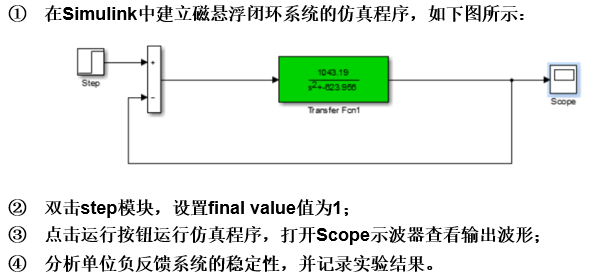 ① 在Simulink中建立磁悬浮闭环系统的仿真程序，如下图所示：
Step
+
-
1043.19
s²+-623.956
Transfer Fcn1
Scope
② 双击step模块，设置final value值为1；
③ 点击运行按钮运行仿真程序，打开Scope示波器查看输出波形；
④ 分析单位负反馈系统的稳定性，并记录实验结果。